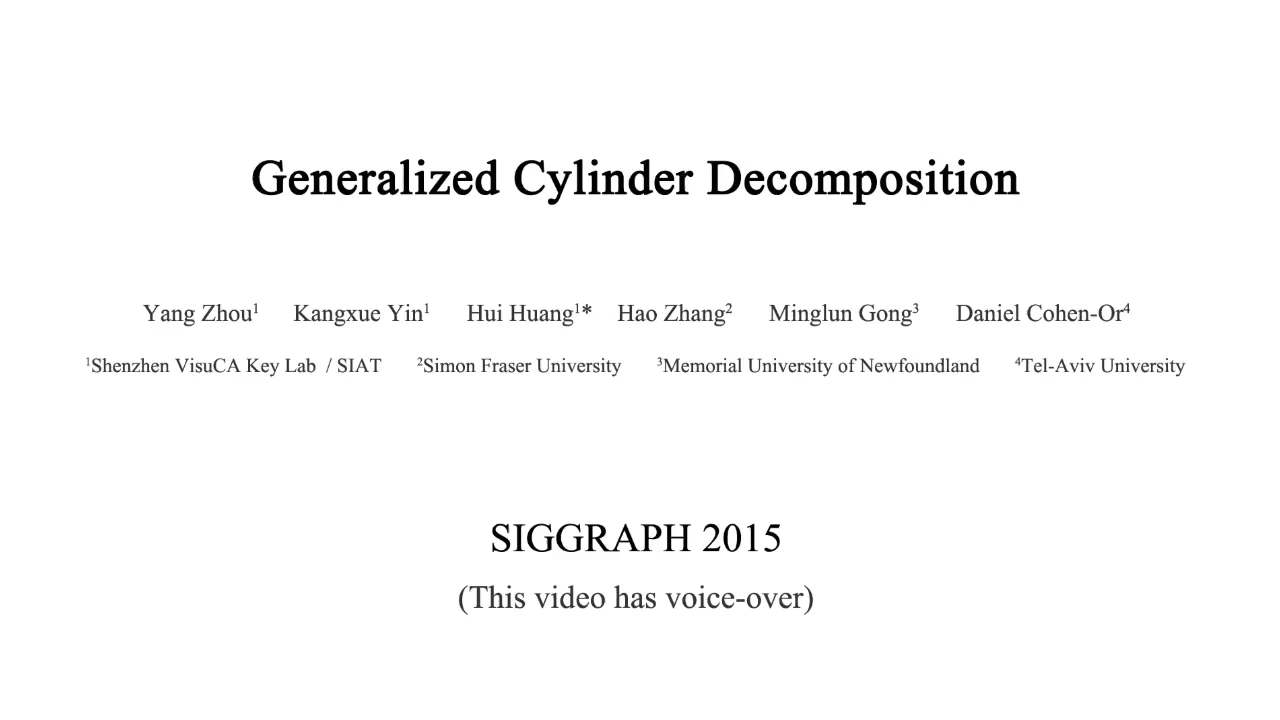 Generalized Cylinder Decomposition
Yang Zhou¹ Kangxue Yin¹ Hui Huang¹* Hao Zhang² Minglun Gong³ Daniel Cohen-Or⁴
¹Shenzhen VisuCA Key Lab / SIAT ²Simon Fraser University ³Memorial University of Newfoundland ⁴Tel-Aviv University
SIGGRAPH 2015
(This video has voice-over)